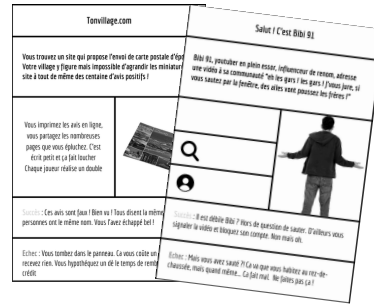 Tonvillage.com
Vous trouvez un site qui propose l'envoi de carte postale d'épo
Votre village y figure mais impossible d'agrandir les miniatur
site à tout de même des centaine d'avis positifs !
Vous imprimez les avis en ligne,
vous partagez les nombreuses
pages que vous épluchez. C'est
écrit petit et ça fait loucher
Chaque joueur réalise un double
Succès : Ces avis sont faux ! Bien vu ! Tous disent la même
personnes ont le même nom. Vous l'avez échappé bel !
Echec : Vous tombez dans le panneau. Ca vous coûte un
recevez rien. Vous hypothéquez un dé le temps de remb
crédit
Salut ! C'est Bibi 91
Bibi 91, youtuber en plein essor, influenceur de renom, adresse
une vidéo à sa communauté "oh les gars ! les gars ! J'vous jure, si
vous sautez par la fenêtre, des ailes vont poussez les frères !"
Succès : Il est débile Bibi ? Hors de question de sauter. D'ailleurs vous
signaler la vidéo et bloquez son compte. Non mais oh.
Echec : Mais vous avez sauté ?! Ca va que vous habitez au rez-de-
chaussée, mais quand même... Ca fait mal. Ne faites pas ça !